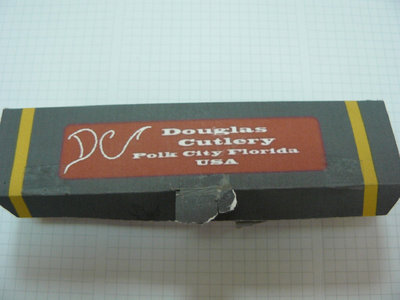 DC
Douglas
Cutlery
Polk City Florida
USA